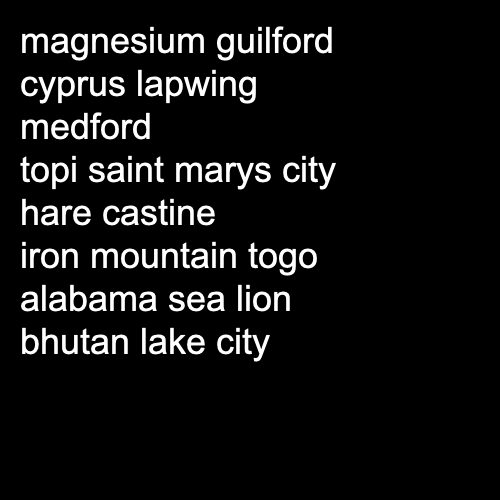 magnesium guilford
cyprus lapwing
medford
topi saint marys city
hare castine
iron mountain togo
alabama sea lion
bhutan lake city